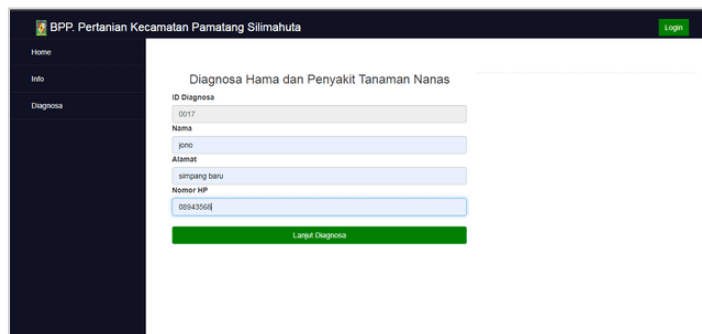 BPP. Pertanian Kecamatan Pamatang Silimahuta
Login
Home
Info
Diagnosa
Diagnosa Hama dan Penyakit Tanaman Nanas
ID Diagnosa
0017
Nama
jono
Alamat
simpang baru
Nomor HP
08943568
Lanjut Diagnosa